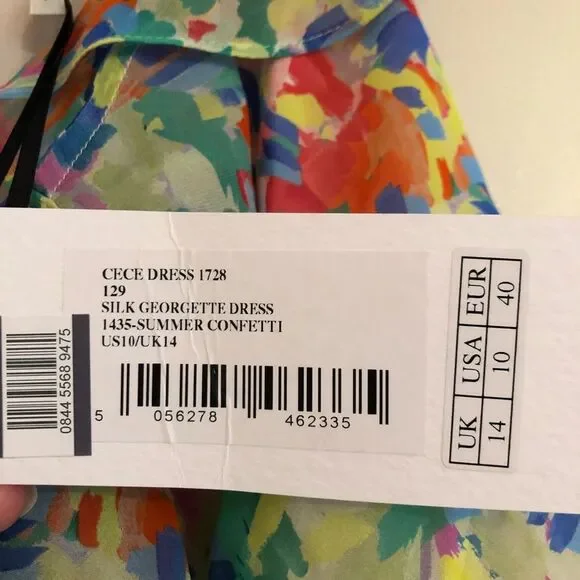 CECE DRESS 1728
129
SILK GEORGETTE DRESS
1435-SUMMER CONFETTI
US10/UK14
5 056278 462335
0844 5568 9475
UK USA EUR
14 10 40